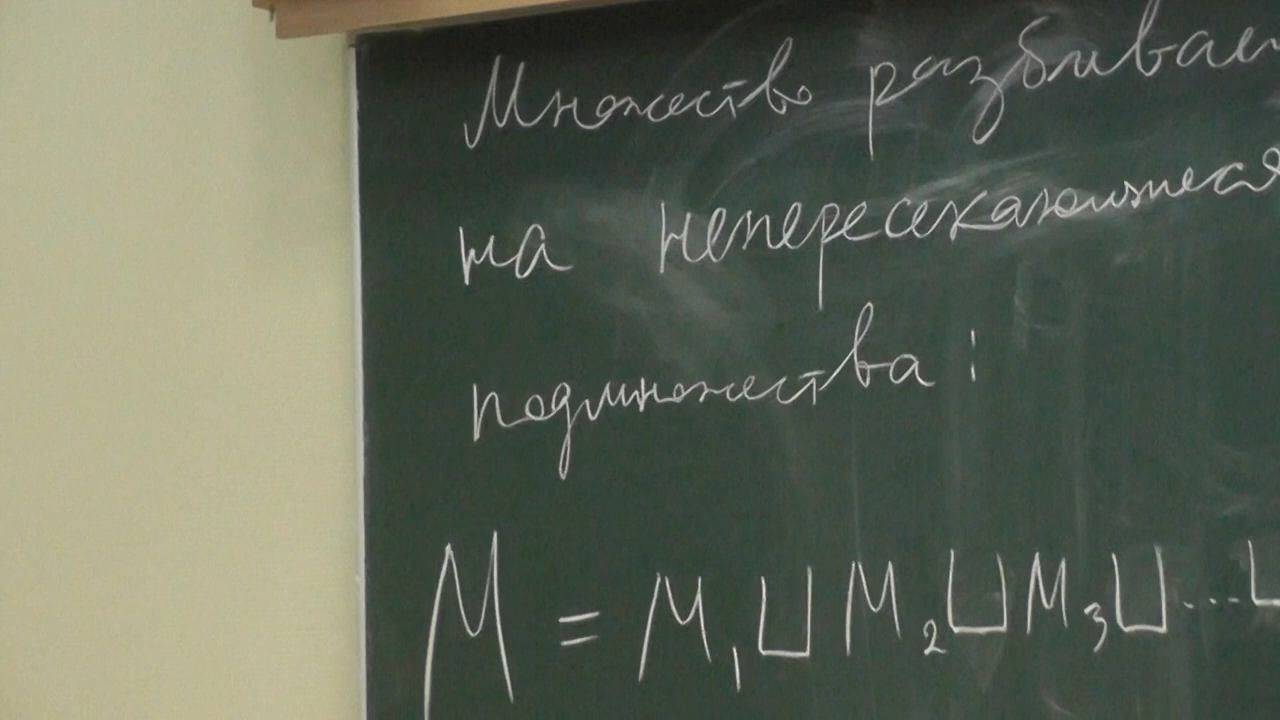 Множество разбивает
на непересекающиеся
подмножества:
M = M₁ ⊔ M₂ ⊔ M₃ ⊔ ... ⊔